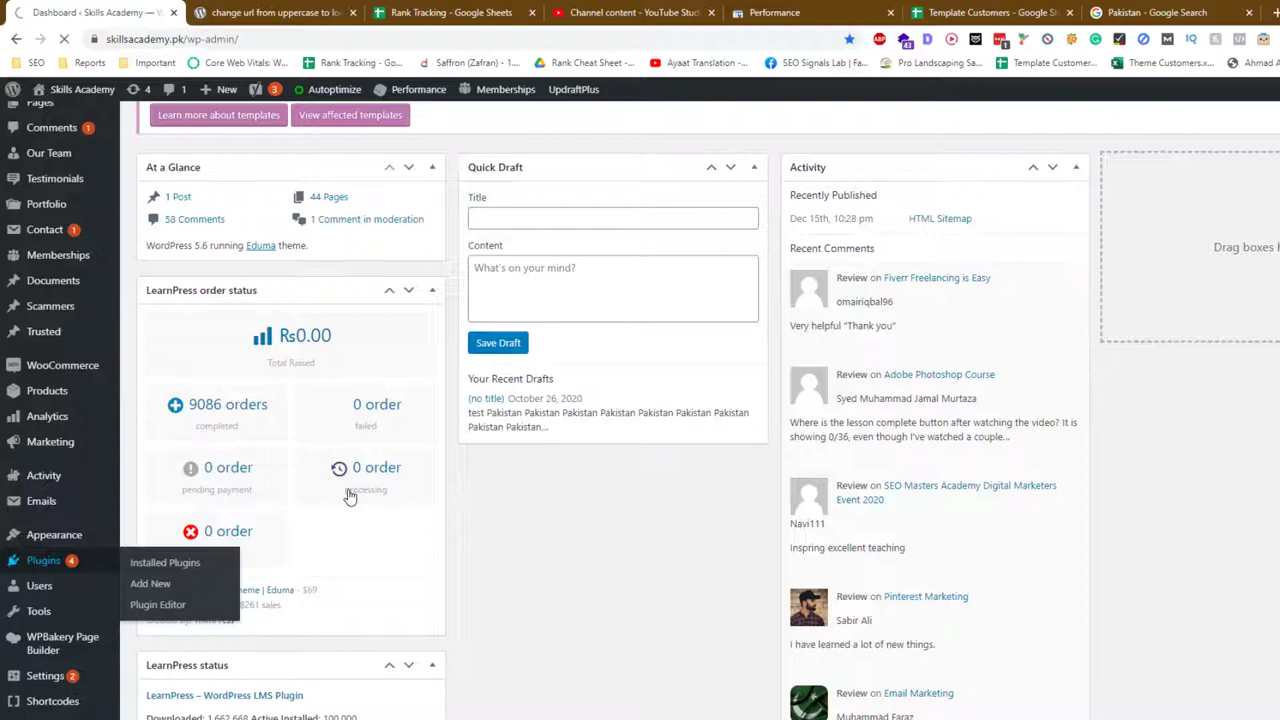 Dashboard ‹ Skills Academy —
change url from uppercase to lo
Rank Tracking - Google Sheets
Channel content - YouTube Stud
Performance
Template Customers - Google Sh
Pakistan - Google Search
skillsacademy.pk/wp-admin/
43
1
SEO
Reports
Important
Core Web Vitals: W...
Rank Tracking - Go...
Saffron (Zafran) - 1...
Rank Cheat Sheet -...
Ayaat Translation -...
SEO Signals Lab | Fa...
Pro Landscaping Sa...
Template Customer...
Theme Customers.x...
Ahmad A
Skills Academy
4
1
New
3
Autoptimize
Performance
Memberships
UpdraftPlus
Pages
Comments 1
Our Team
Testimonials
Portfolio
Contact 1
Memberships
Documents
Scammers
Trusted
WooCommerce
Products
Analytics
Marketing
Activity
Emails
Appearance
Plugins 4
Users
Tools
WPBakery Page
Builder
Settings 2
Shortcodes
Installed Plugins
Add New
Plugin Editor
Learn more about templates
View affected templates
At a Glance
1 Post
44 Pages
58 Comments
1 Comment in moderation
WordPress 5.6 running Eduma theme.
LearnPress order status
Rs0.00
Total Raised
9086 orders
completed
0 order
failed
0 order
pending payment
0 order
0 order
heme | Eduma - $69
8261 sales
LearnPress status
LearnPress – WordPress LMS Plugin
Downloaded: 1,662,668 Active Installed: 100,000
Quick Draft
Title
Content
What's on your mind?
Save Draft
Your Recent Drafts
(no title) October 26, 2020
test Pakistan Pakistan Pakistan Pakistan Pakistan Pakistan
Pakistan Pakistan...
Activity
Recently Published
Dec 15th, 10:28 pm
HTML Sitemap
Recent Comments
Review on Fiverr Freelancing is Easy
omairiqbal96
Very helpful "Thank you"
Review on Adobe Photoshop Course
Syed Muhammad Jamal Murtaza
Where is the lesson complete button after watching the video? It is
showing 0/36, even though I've watched a couple...
Review on SEO Masters Academy Digital Marketers
Event 2020
Navi111
Inspring excellent teaching
Review on Pinterest Marketing
Sabir Ali
I have learned a lot of new things.
Review on Email Marketing
Muhammad Faraz
Drag boxes h